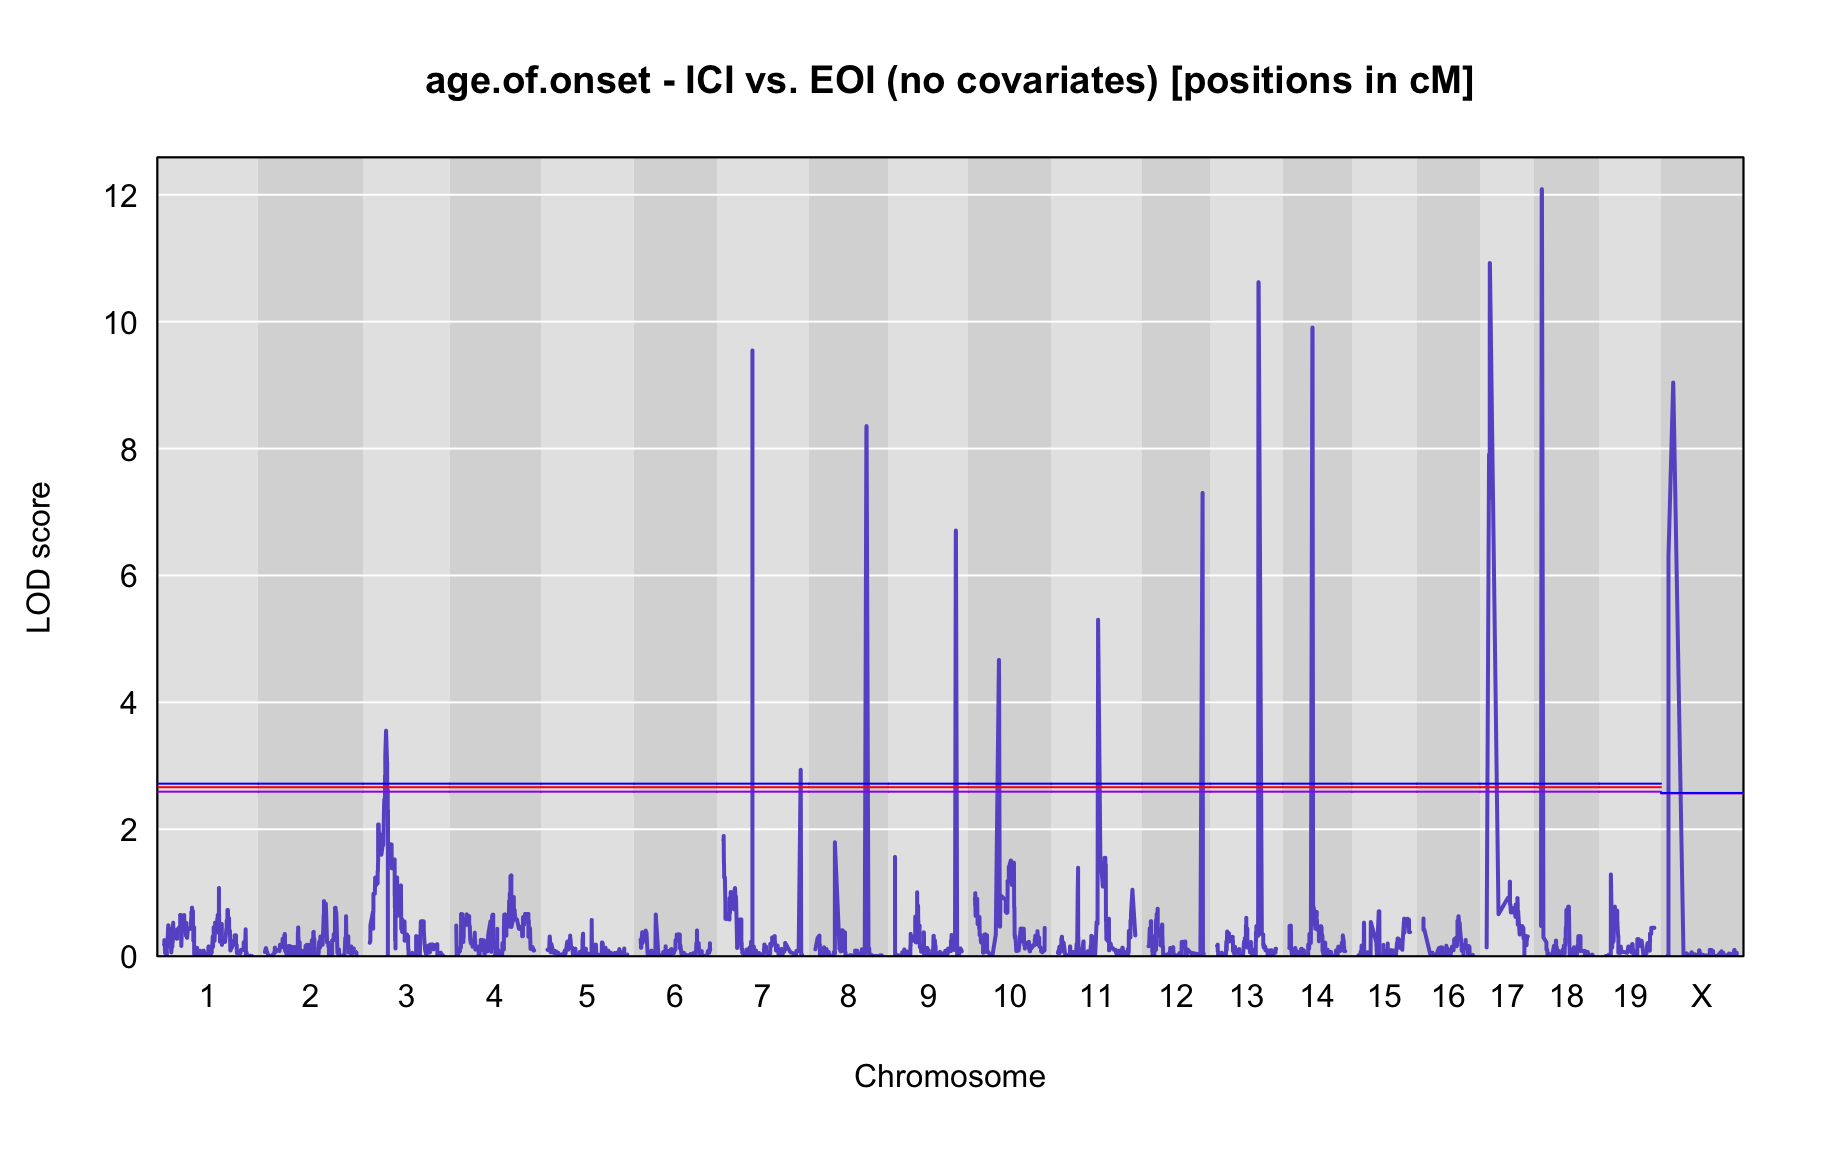 age.of.onset - ICI vs. EOI (no covariates) [positions in cM]
12
10
8
6
4
2
0
LOD score
1 2 3 4 5 6 7 8 9 10 11 12 13 14 15 16 17 18 19 X
Chromosome